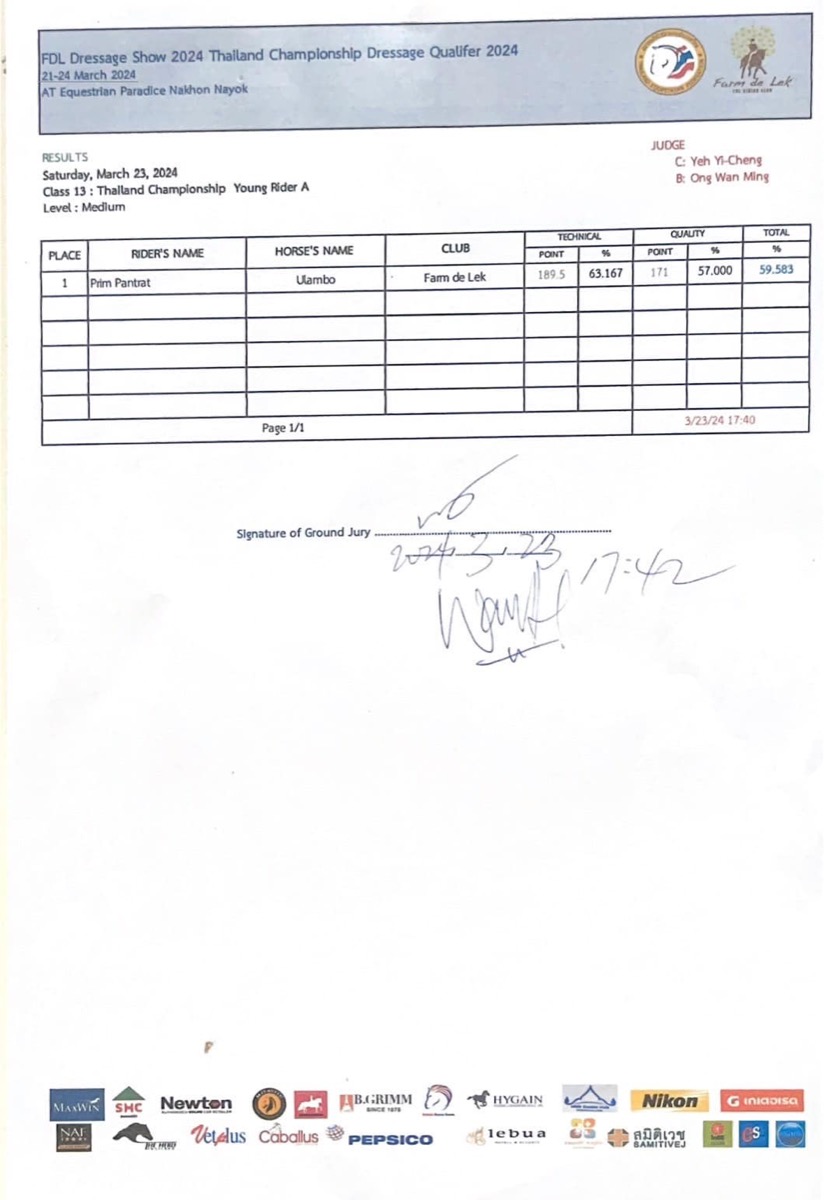 FDL Dressage Show 2024 Thailand Championship Dressage Qualifer 2024
21-24 March 2024
AT Equestrian Paradice Nakhon Nayok
Farm de Lek
RESULTS
Saturday, March 23, 2024
Class 13 : Thailand Championship Young Rider A
Level : Medium
JUDGE
C: Yeh Yi-Cheng
B: Ong Wan Ming
PLACE RIDER'S NAME HORSE'S NAME CLUB TECHNICAL QUALITY TOTAL
POINT % POINT % %
1 Prim Pantrat Ulambo Farm de Lek 189.5 63.167 171 57.000 59.583
Page 1/1 3/23/24 17:40
Signature of Ground Jury
2024.3.23
17:42
MAXWIN SHC Newton B.GRIMM SINCE 1878 HYGAIN Nikon
NAF Caballus PEPSICO lebua สมิติเวช SAMITIVEJ